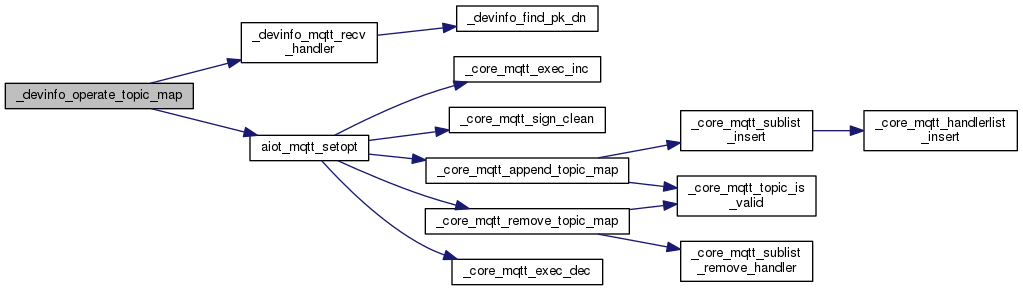 _devinfo_operate_topic_map
_devinfo_mqtt_recv
_handler
_devinfo_find_pk_dn
aiot_mqtt_setopt
_core_mqtt_exec_inc
_core_mqtt_sign_clean
_core_mqtt_append_topic_map
_core_mqtt_remove_topic_map
_core_mqtt_exec_dec
_core_mqtt_sublist
_insert
_core_mqtt_topic_is
_valid
_core_mqtt_sublist
_remove_handler
_core_mqtt_handlerlist
_insert